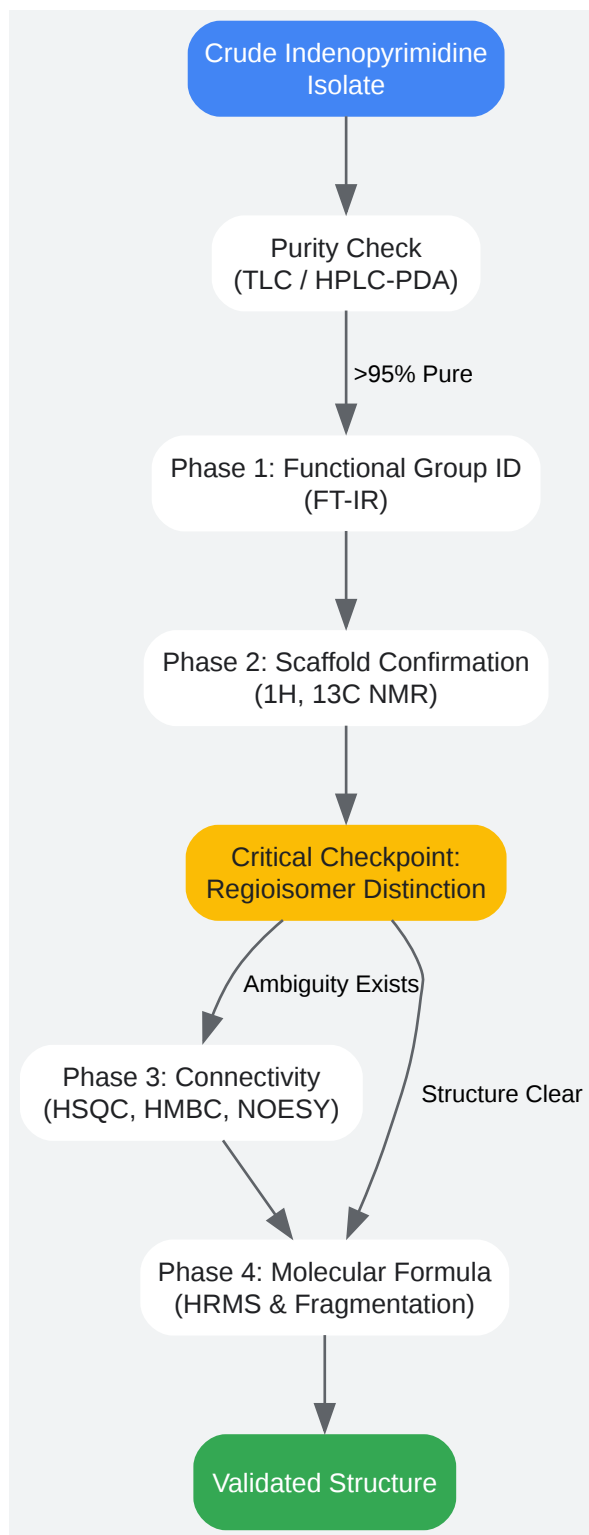 Crude Indenopyrimidine
Isolate
Purity Check
(TLC / HPLC-PDA)
>95% Pure
Phase 1: Functional Group ID
(FT-IR)
Phase 2: Scaffold Confirmation
(1H, 13C NMR)
Critical Checkpoint:
Regioisomer Distinction
Ambiguity Exists
Phase 3: Connectivity
(HSQC, HMBC, NOESY)
Structure Clear
Phase 4: Molecular Formula
(HRMS & Fragmentation)
Validated Structure